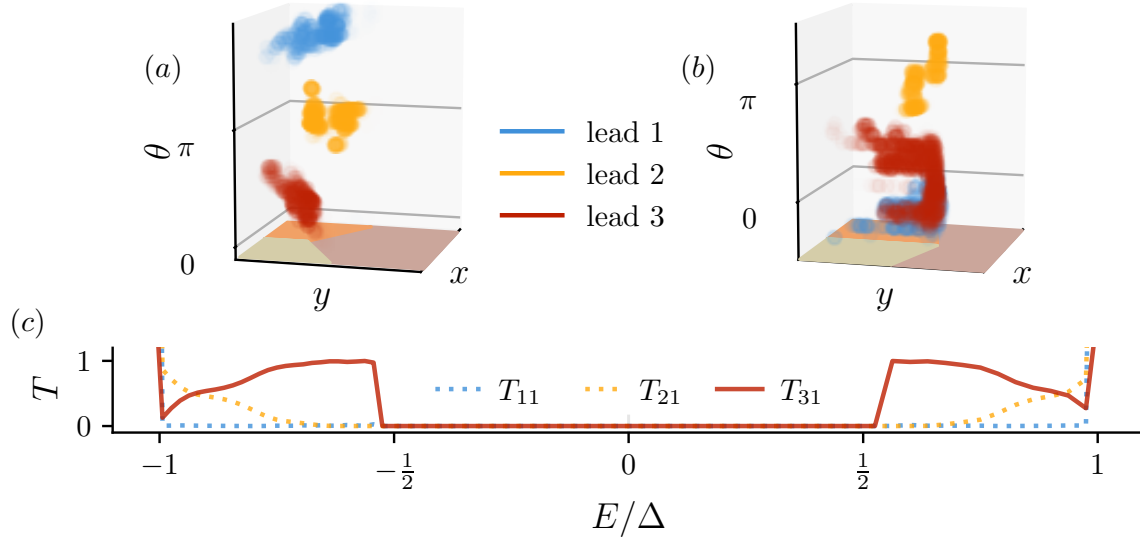 (a)
(b)
θ
π
0
y
x
lead 1
lead 2
lead 3
θ
π
0
y
x
(c)
T
1
0
T₁₁
T₂₁
T₃₁
−1
−1/2
0
1/2
1
E/Δ